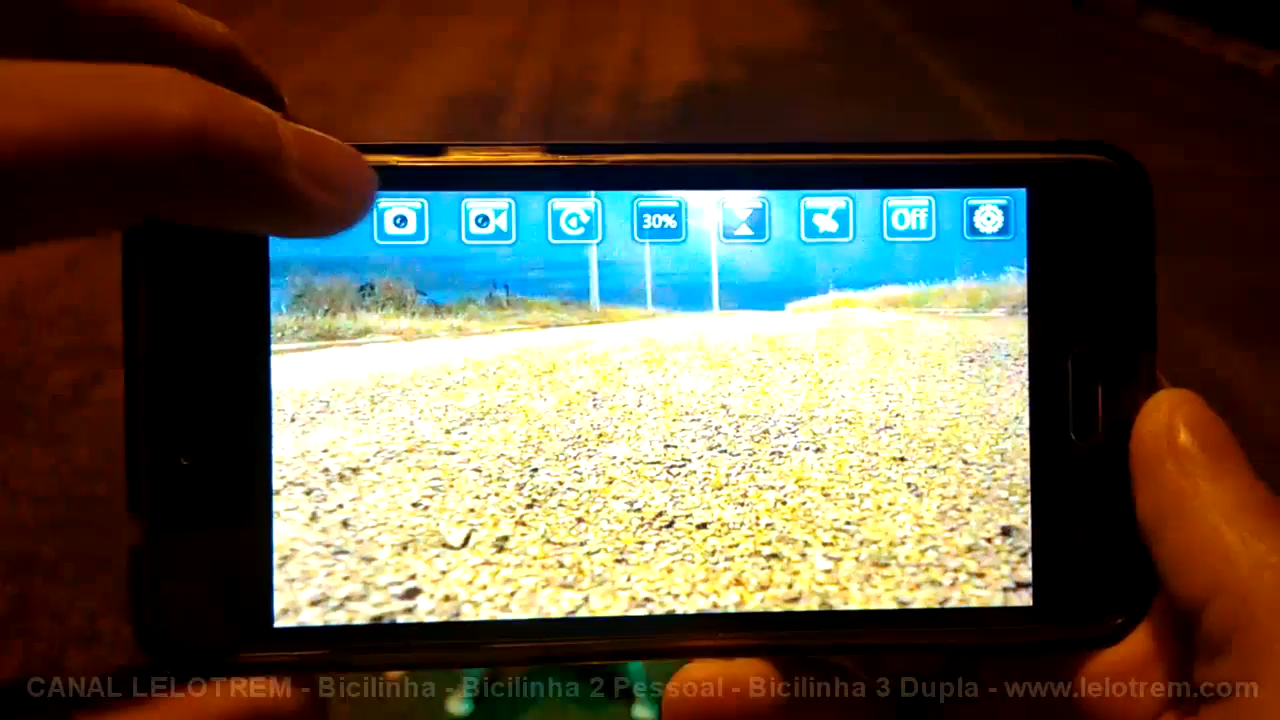 30%
Off
CANAL LELOTREM - Bicilinha - Bicilinha 2 Pessoal - Bicilinha 3 Dupla - www.lelotrem.com